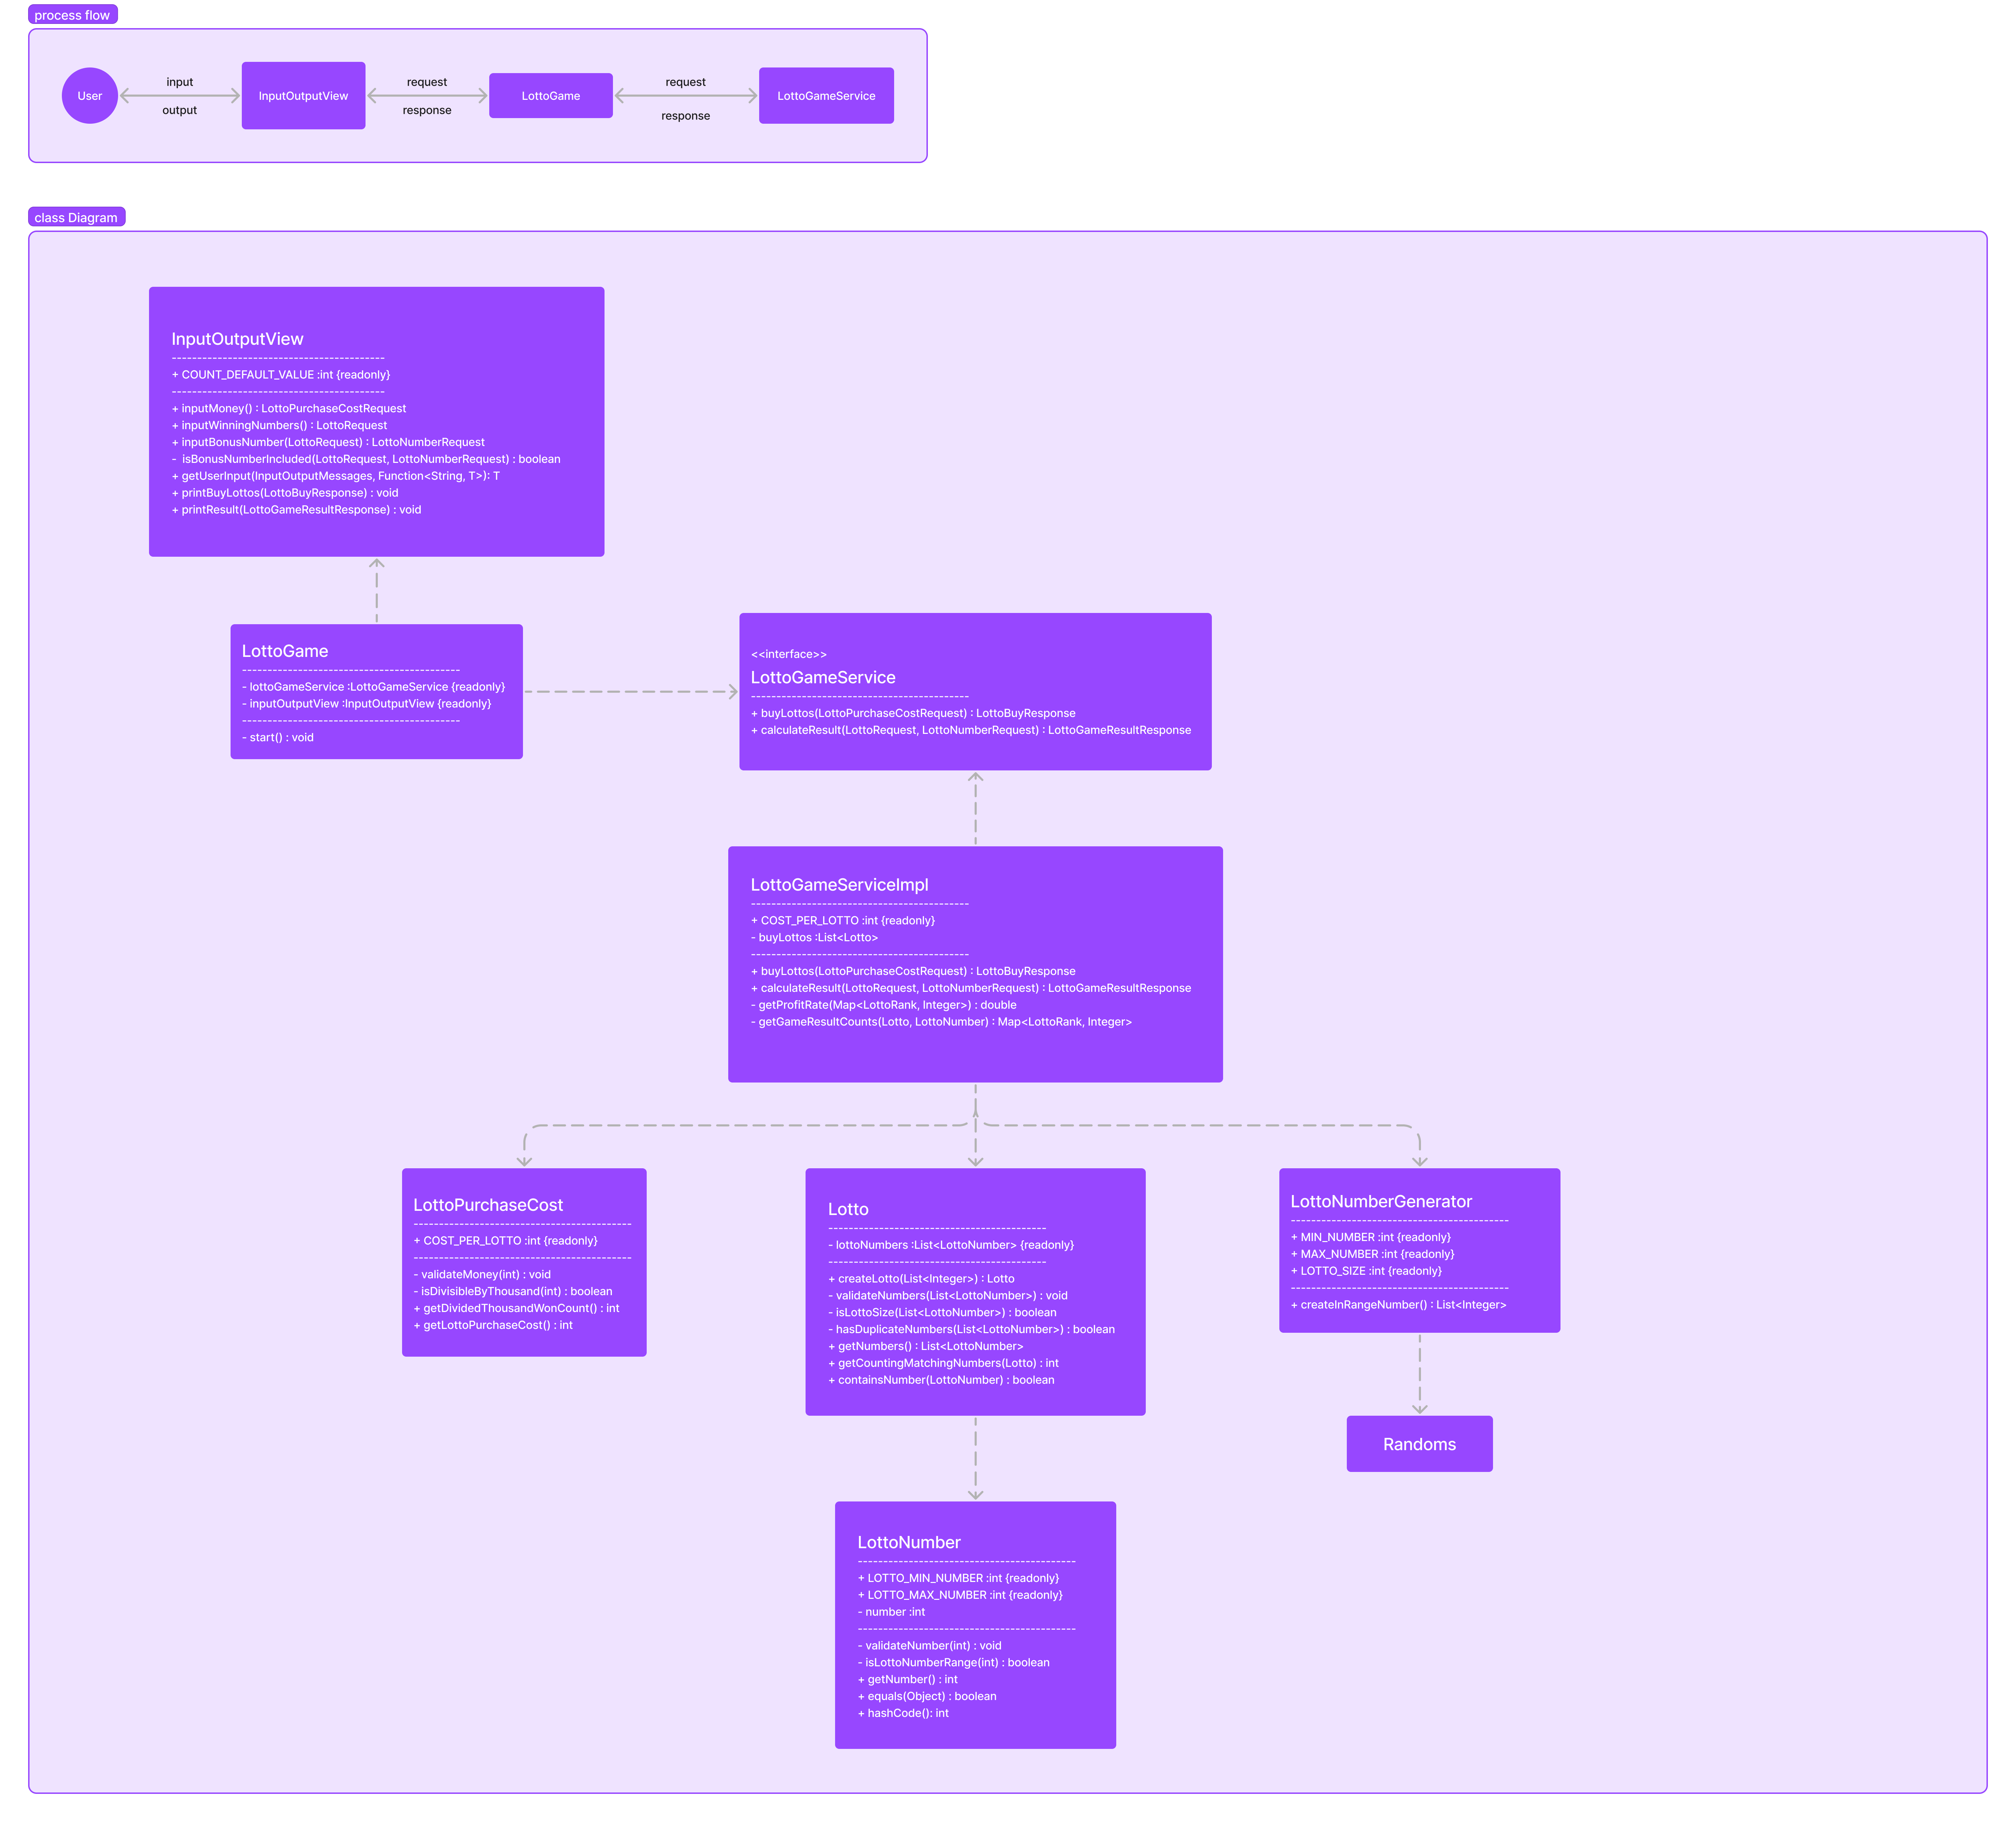 process flow
User
input
output
InputOutputView
request
response
LottoGame
request
response
LottoGameService
class Diagram
InputOutputView
------------------------------------------
+ COUNT_DEFAULT_VALUE :int {readonly}
------------------------------------------
+ inputMoney() : LottoPurchaseCostRequest
+ inputWinningNumbers() : LottoRequest
+ inputBonusNumber(LottoRequest) : LottoNumberRequest
-  isBonusNumberIncluded(LottoRequest, LottoNumberRequest) : boolean
+ getUserInput(InputOutputMessages, Function<String, T>): T
+ printBuyLottos(LottoBuyResponse) : void
+ printResult(LottoGameResultResponse) : void
LottoGame
-------------------------------------------
- lottoGameService :LottoGameService {readonly}
- inputOutputView :InputOutputView {readonly}
-------------------------------------------
- start() : void
<<interface>>
LottoGameService
-------------------------------------------
+ buyLottos(LottoPurchaseCostRequest) : LottoBuyResponse
+ calculateResult(LottoRequest, LottoNumberRequest) : LottoGameResultResponse
LottoGameServiceImpl
-------------------------------------------
+ COST_PER_LOTTO :int {readonly}
- buyLottos :List<Lotto>
-------------------------------------------
+ buyLottos(LottoPurchaseCostRequest) : LottoBuyResponse
+ calculateResult(LottoRequest, LottoNumberRequest) : LottoGameResultResponse
- getProfitRate(Map<LottoRank, Integer>) : double
- getGameResultCounts(Lotto, LottoNumber) : Map<LottoRank, Integer>
LottoPurchaseCost
-------------------------------------------
+ COST_PER_LOTTO :int {readonly}
-------------------------------------------
- validateMoney(int) : void
- isDivisibleByThousand(int) : boolean
+ getDividedThousandWonCount() : int
+ getLottoPurchaseCost() : int
Lotto
-------------------------------------------
- lottoNumbers :List<LottoNumber> {readonly}
-------------------------------------------
+ createLotto(List<Integer>) : Lotto
- validateNumbers(List<LottoNumber>) : void
- isLottoSize(List<LottoNumber>) : boolean
- hasDuplicateNumbers(List<LottoNumber>) : boolean
+ getNumbers() : List<LottoNumber>
+ getCountingMatchingNumbers(Lotto) : int
+ containsNumber(LottoNumber) : boolean
LottoNumberGenerator
-------------------------------------------
+ MIN_NUMBER :int {readonly}
+ MAX_NUMBER :int {readonly}
+ LOTTO_SIZE :int {readonly}
-------------------------------------------
+ createInRangeNumber() : List<Integer>
Randoms
LottoNumber
-------------------------------------------
+ LOTTO_MIN_NUMBER :int {readonly}
+ LOTTO_MAX_NUMBER :int {readonly}
- number :int
-------------------------------------------
- validateNumber(int) : void
- isLottoNumberRange(int) : boolean
+ getNumber() : int
+ equals(Object) : boolean
+ hashCode(): int